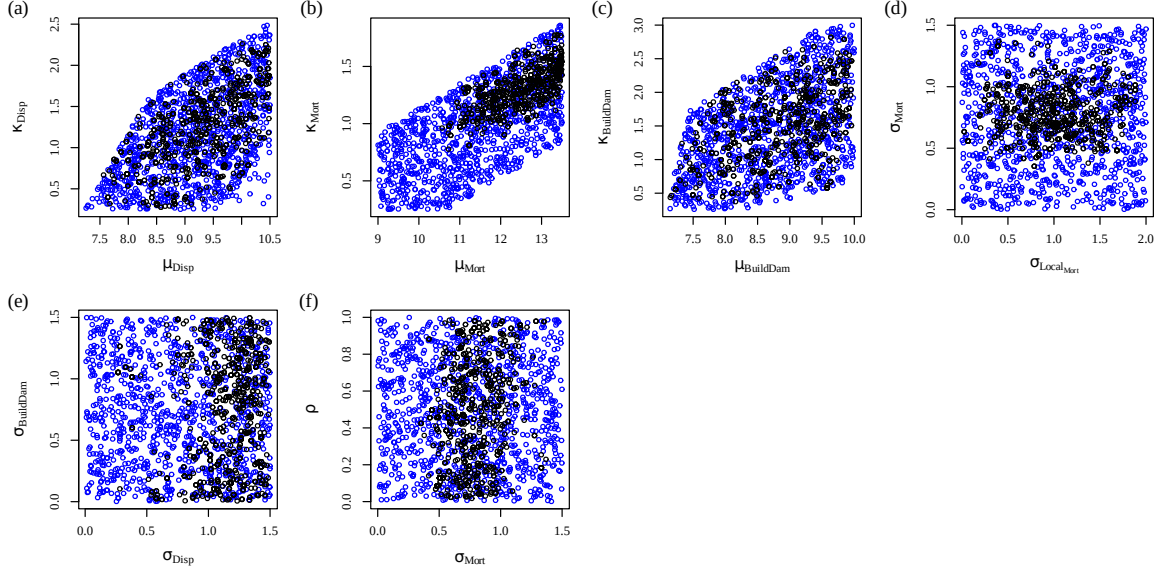 (a) (b) (c) (d)
2.5
2.0
1.5
1.0
0.5
κDisp
7.5 8.0 8.5 9.0 9.5 10.5
μDisp
1.5
1.0
0.5
κMort
9 10 11 12 13
μMort
3.0
2.5
2.0
1.5
1.0
0.5
κBuildDam
7.5 8.0 8.5 9.0 9.5 10.0
μBuildDam
1.5
1.0
0.5
0.0
σMort
0.0 0.5 1.0 1.5 2.0
σLocalMort
(e) (f)
1.5
1.0
0.5
0.0
σBuildDam
0.0 0.5 1.0 1.5
σDisp
1.0
0.8
0.6
0.4
0.2
0.0
ρ
0.0 0.5 1.0 1.5
σMort